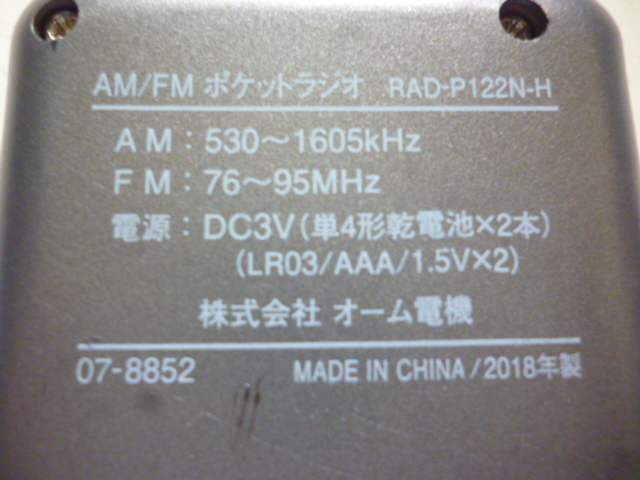 AM/FM ポケットラジオ RAD-P122N-H
AM：530～1605kHz
FM：76～95MHz
電源：DC3V（単4形乾電池×2本）
（LR03/AAA/1.5V×2）
株式会社 オーム電機
07-8852 MADE IN CHINA/2018年製